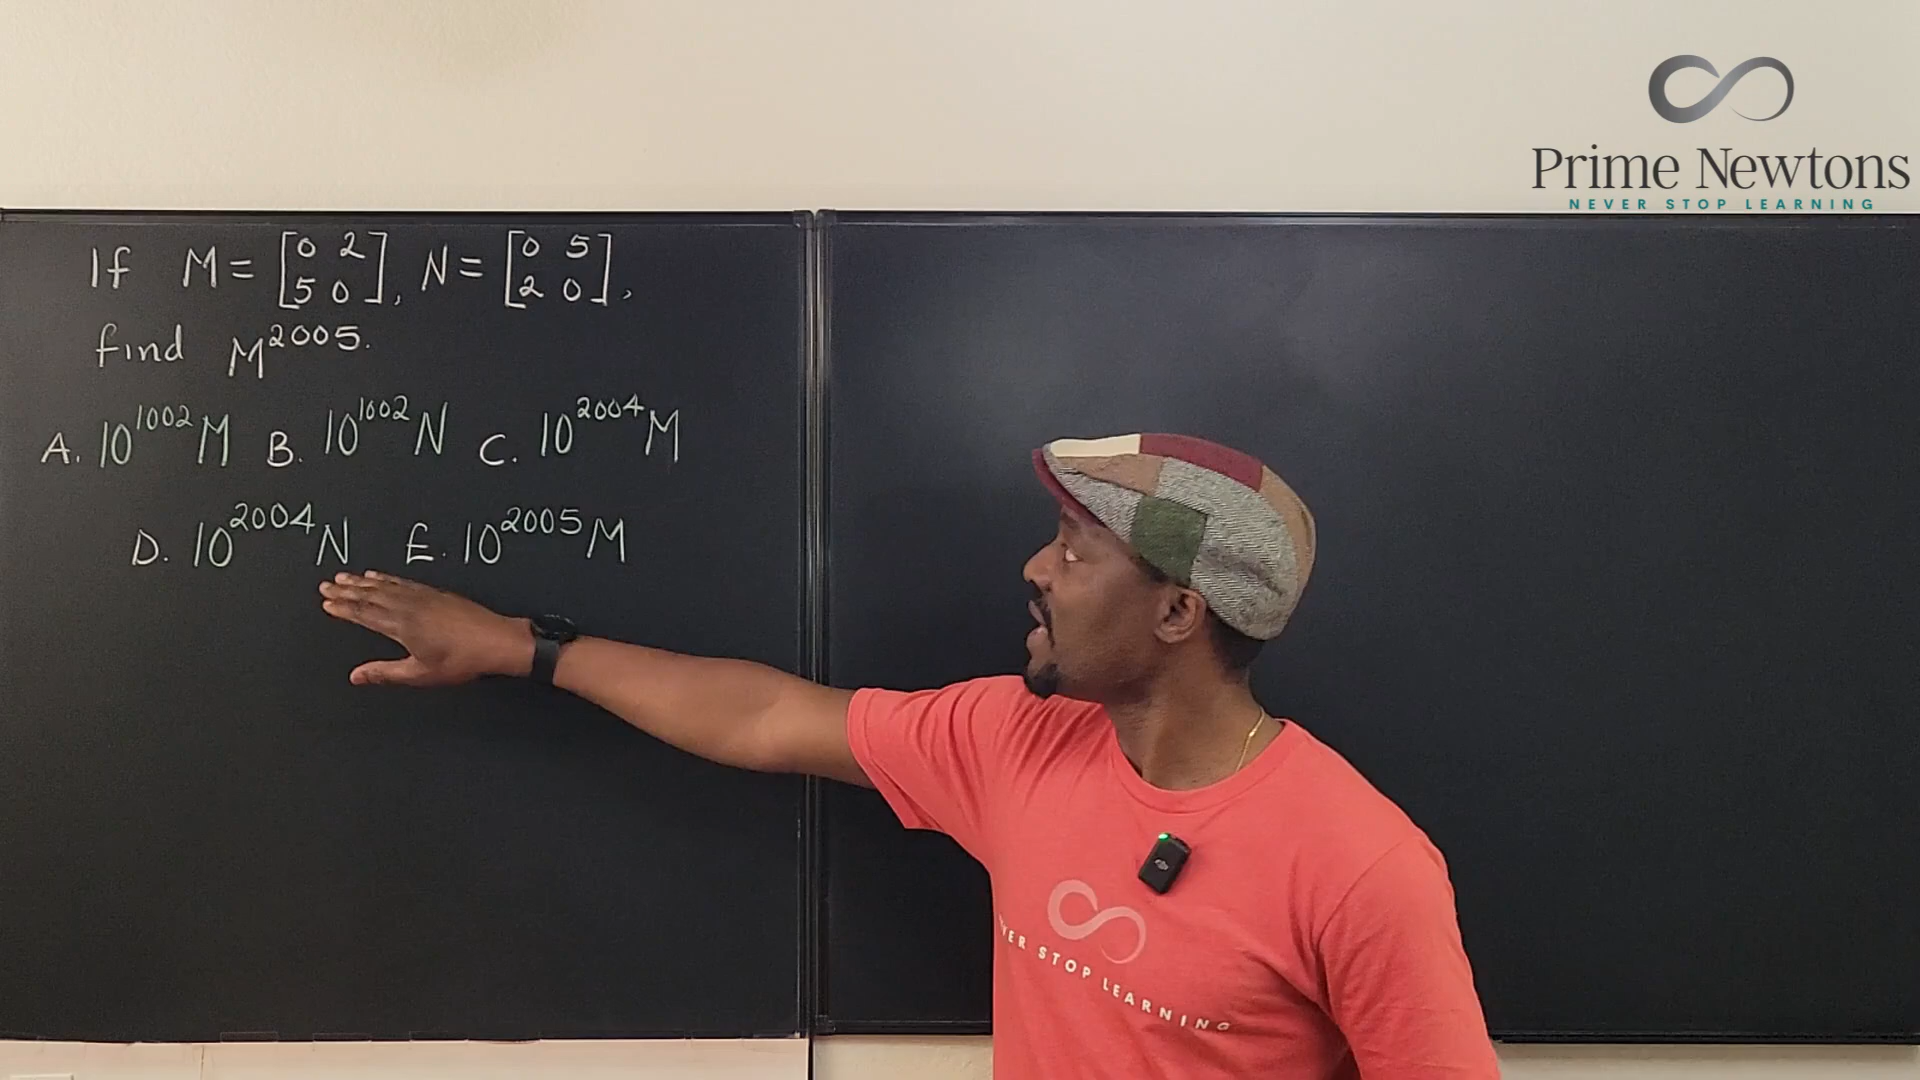 Prime Newtons
NEVER STOP LEARNING
If M = [0 2 5 0], N = [0 5 2 0],
find M^2005.
A. 10^1002 M B. 10^1002 N C. 10^2004 M
D. 10^2004 N E. 10^2005 M
STOP LEARNING